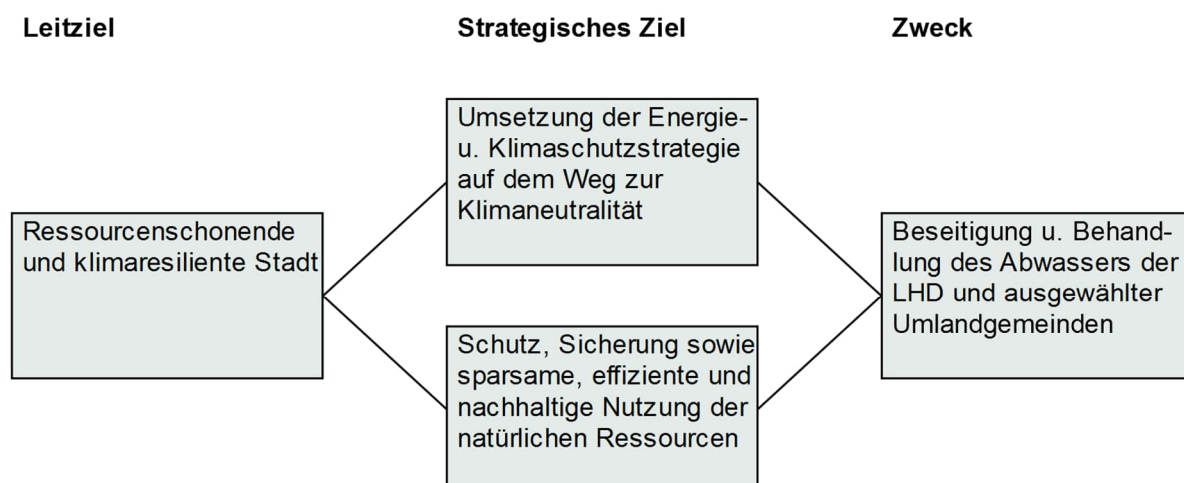 Leitziel
Strategisches Ziel
Zweck
Ressourcenschonende
und klimaresiliente Stadt
Umsetzung der Energie-
u. Klimaschutzstrategie
auf dem Weg zur
Klimaneutralität
Schutz, Sicherung sowie
sparsame, effiziente und
nachhaltige Nutzung der
natürlichen Ressourcen
Beseitigung u. Behand-
lung des Abwassers der
LHD und ausgewählter
Umlandgemeinden